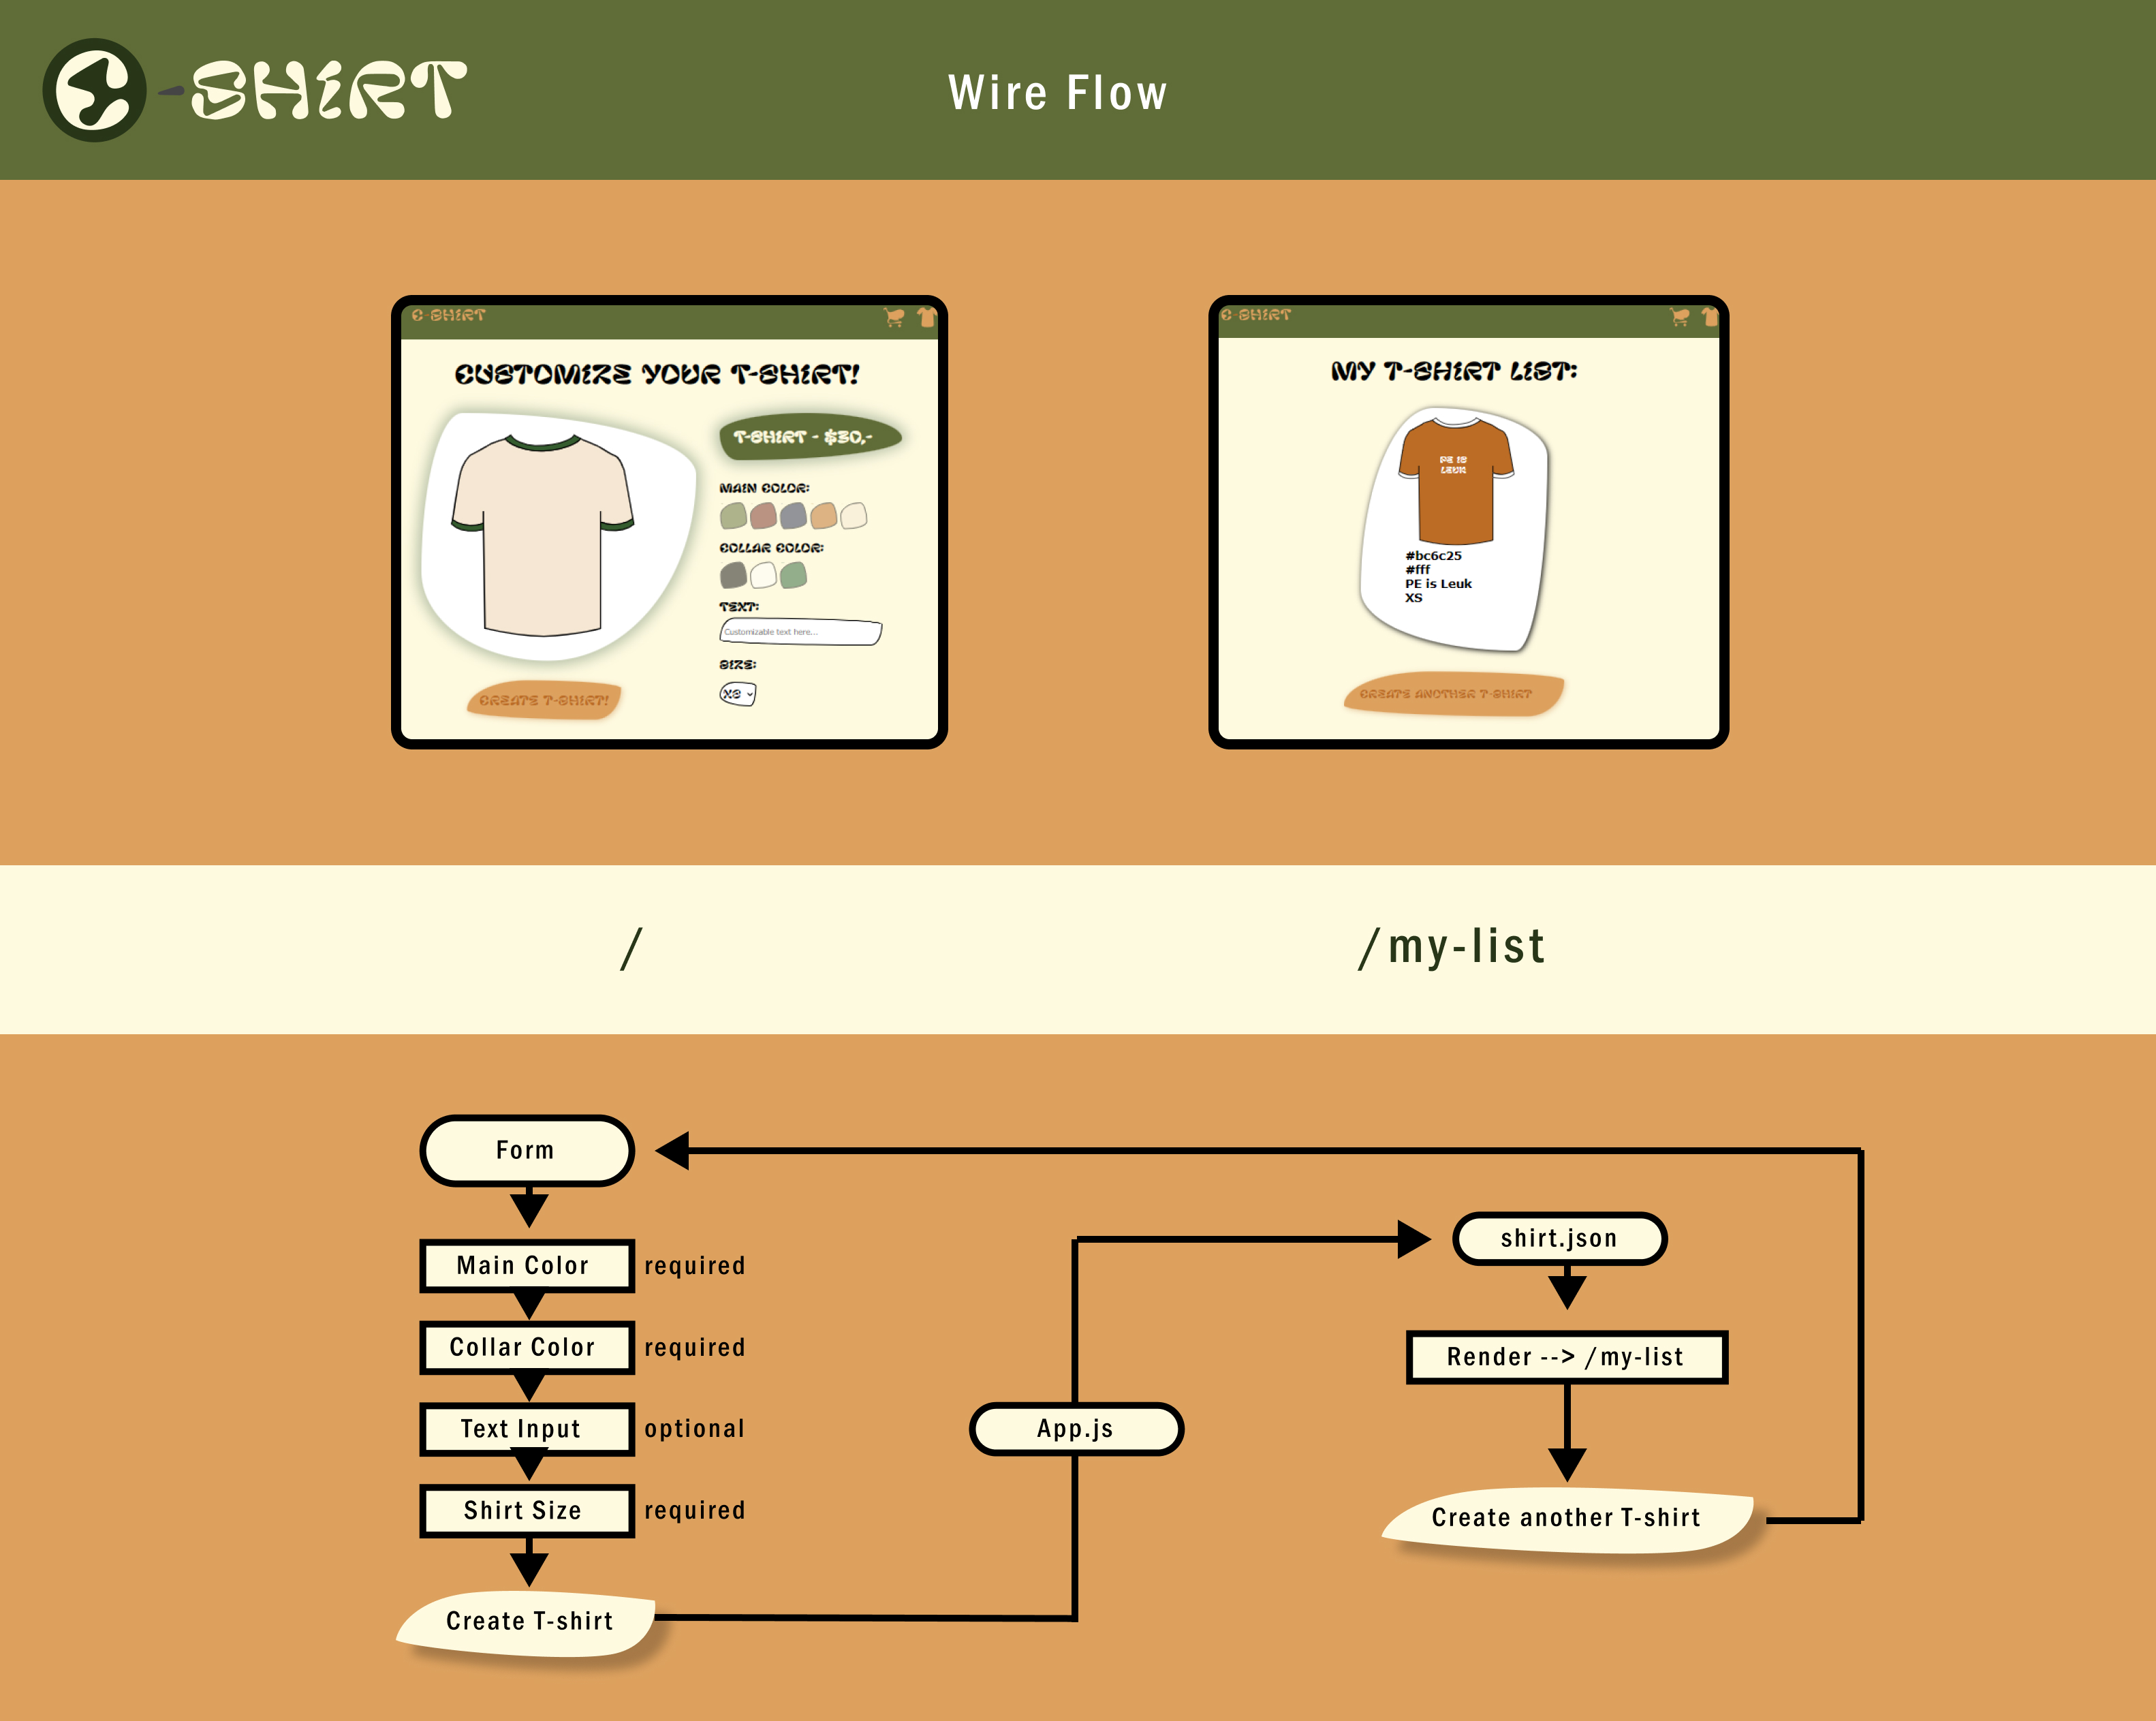 e-SHiRT
Wire Flow
e-SHiRT
CUSTOMiZE YOUR T-SHiRT!
T-SHiRT - $30,-
MAiN COLOR:
COLLAR COLOR:
TEXT:
Customizable text here...
SiZE:
XS
CREATE T-SHiRT!
e-SHiRT
MY T-SHiRT LiST:
PE iS
LEUK
#bc6c25
#fff
PE is Leuk
XS
CREATE ANOTHER T-SHiRT
/
/my-list
Form
Main Color
required
Collar Color
required
Text Input
optional
Shirt Size
required
Create T-shirt
App.js
shirt.json
Render --> /my-list
Create another T-shirt